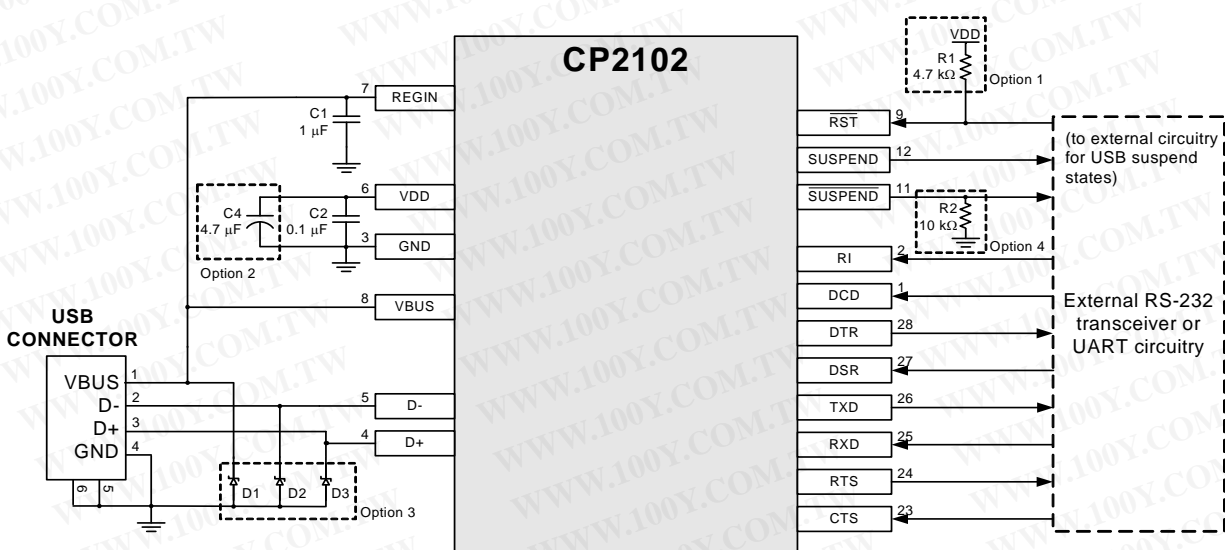 CP2102
VDD
R1
4.7 kΩ
Option 1
7
REGIN
C1
1 μF
9
RST
(to external circuitry
for USB suspend
states)
12
SUSPEND
6
VDD
11
SUSPEND
C4
4.7 μF
C2
0.1 μF
R2
10 kΩ
3
GND
Option 4
Option 2
2
RI
8
VBUS
1
DCD
External RS-232
transceiver or
UART circuitry
USB
CONNECTOR
28
DTR
27
DSR
VBUS
1
D-
2
D+
3
GND
4
6
5
5
D-
4
D+
26
TXD
25
RXD
24
RTS
23
CTS
D1
D2
D3
Option 3
WWW.100Y.COM.TW